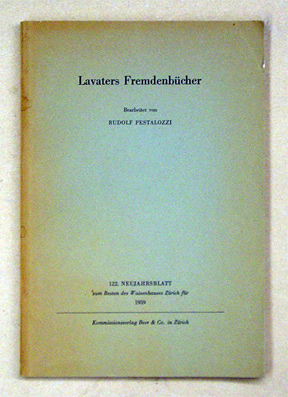 Lavaters Fremdenbücher
Bearbeitet von
RUDOLF PESTALOZZI
122. NEUJAHRSBLATT
zum Besten des Waisenhauses Zürich für
1959
Kommissionsverlag Beer & Co. in Zürich